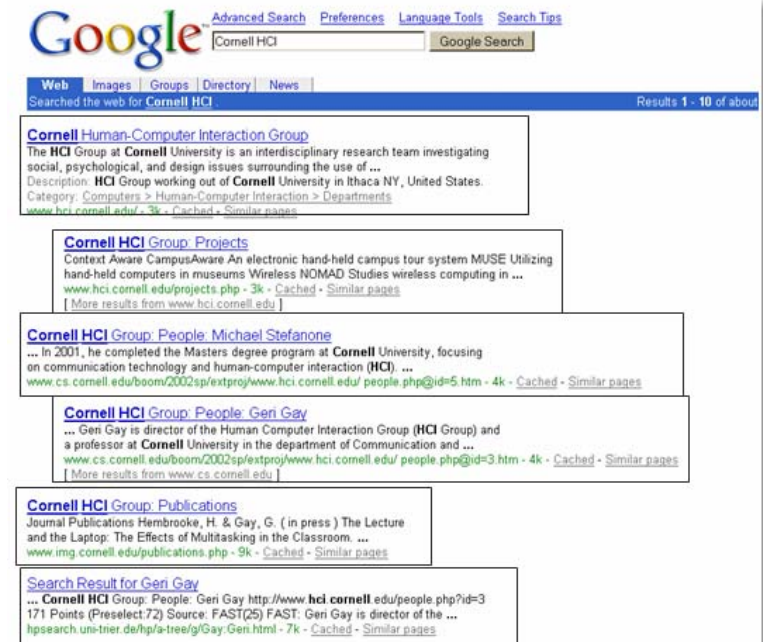 Google™
Advanced Search Preferences Language Tools Search Tips
Cornell HCI Google Search
Web Images Groups Directory News
Searched the web for Cornell HCI . Results 1 - 10 of about
Cornell Human-Computer Interaction Group
The HCI Group at Cornell University is an interdisciplinary research team investigating
social, psychological, and design issues surrounding the use of ...
Description: HCI Group working out of Cornell University in Ithaca NY, United States.
Category: Computers > Human-Computer Interaction > Departments
www.hci.cornell.edu/ - 3k - Cached - Similar pages
Cornell HCI Group: Projects
Context Aware CampusAware An electronic hand-held campus tour system MUSE Utilizing
hand-held computers in museums Wireless NOMAD Studies wireless computing in ...
www.hci.cornell.edu/projects.php - 3k - Cached - Similar pages
[ More results from www.hci.cornell.edu ]
Cornell HCI Group: People: Michael Stefanone
... In 2001, he completed the Masters degree program at Cornell University, focusing
on communication technology and human-computer interaction (HCI). ...
www.cs.cornell.edu/boom/2002sp/extproj/www.hci.cornell.edu/ people.php@id=5.htm - 4k - Cached - Similar pages
Cornell HCI Group: People: Geri Gay
... Geri Gay is director of the Human Computer Interaction Group (HCI Group) and
a professor at Cornell University in the department of Communication and ...
www.cs.cornell.edu/boom/2002sp/extproj/www.hci.cornell.edu/ people.php@id=3.htm - 4k - Cached - Similar pages
[ More results from www.cs.cornell.edu ]
Cornell HCI Group: Publications
Journal Publications Hembrooke, H. & Gay, G. ( in press ) The Lecture
and the Laptop: The Effects of Multitasking in the Classroom. ...
www.img.cornell.edu/publications.php - 9k - Cached - Similar pages
Search Result for Geri Gay
... Cornell HCI Group: People: Geri Gay http://www.hci.cornell.edu/people.php?id=3
171 Points (Preselect:72) Source: FAST(25) FAST: Geri Gay is director of the ...
hpsearch.uni-trier.de/hp/a-tree/g/Gay:Geri.html - 7k - Cached - Similar pages